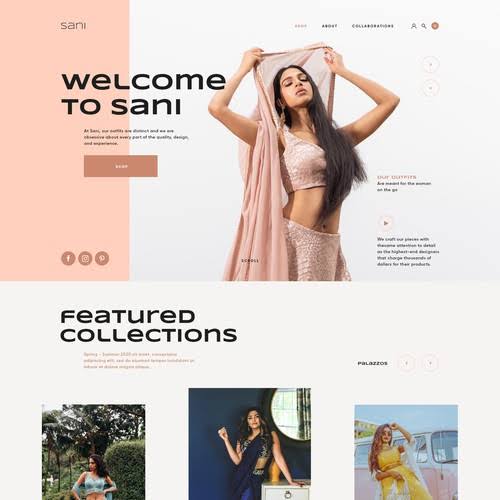 sani
SHOP ABOUT COLLABORATIONS
welcome
to sani
At Sani, our outfits are distinct and we are
obsessive about every part of the quality, design,
and experience.
SHOP
our outfits
Are meant for the woman
on the go
We craft our pieces with
thesame attention to detail
as the highest-end designers
that charge thousands of
dollars for their products.
SCROLL
featured
collections
Spring - Summer 2020 sit amet, consectetur
adipiscing elit, sed do eiusmod tempor incididunt ut
labore et dolore magna aliqua.
palazzos